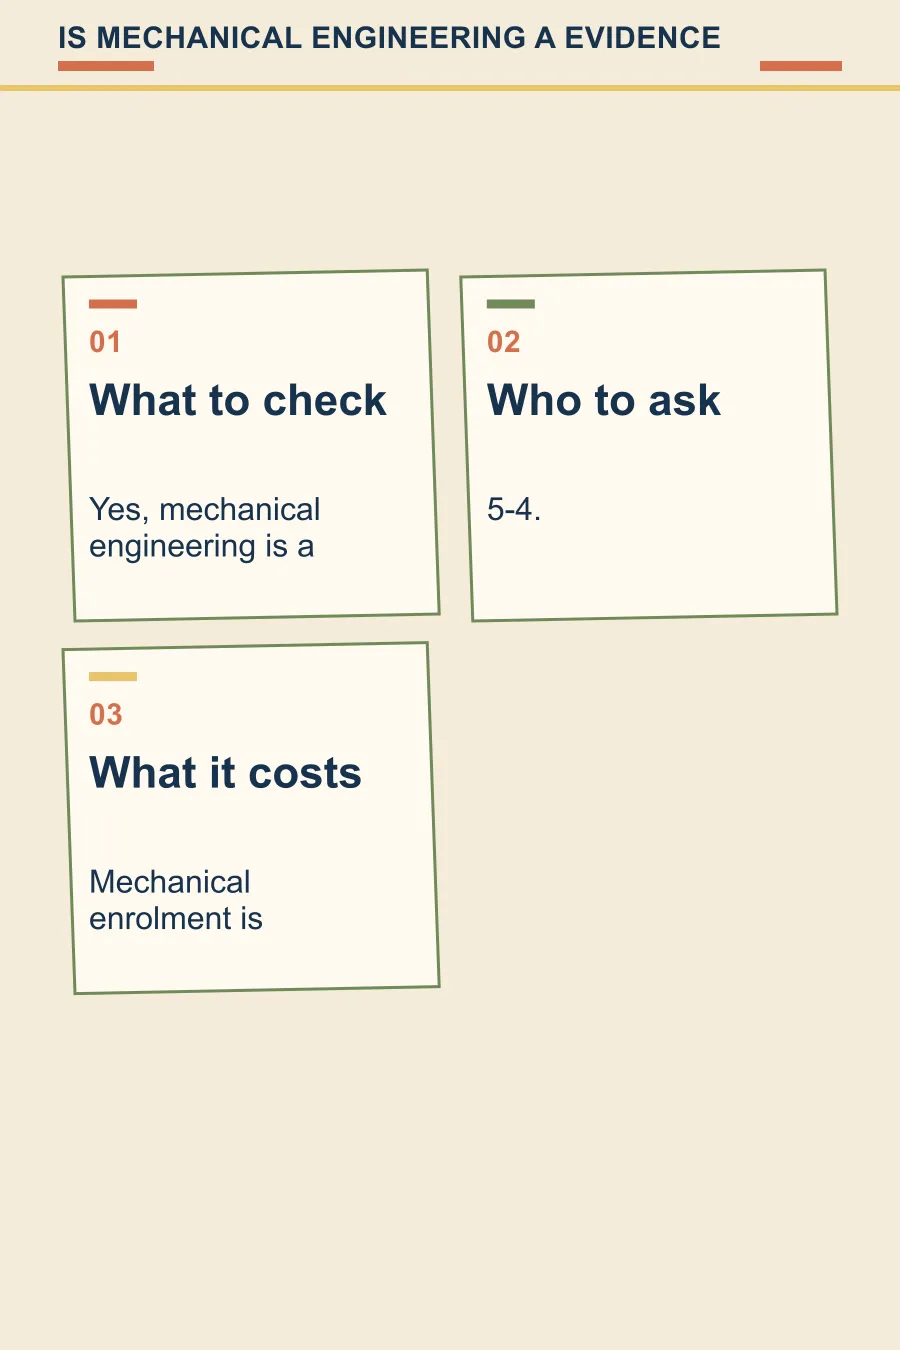 IS MECHANICAL ENGINEERING A EVIDENCE
01
What to check
Yes, mechanical
engineering is a
02
Who to ask
5-4.
03
What it costs
Mechanical
enrolment is